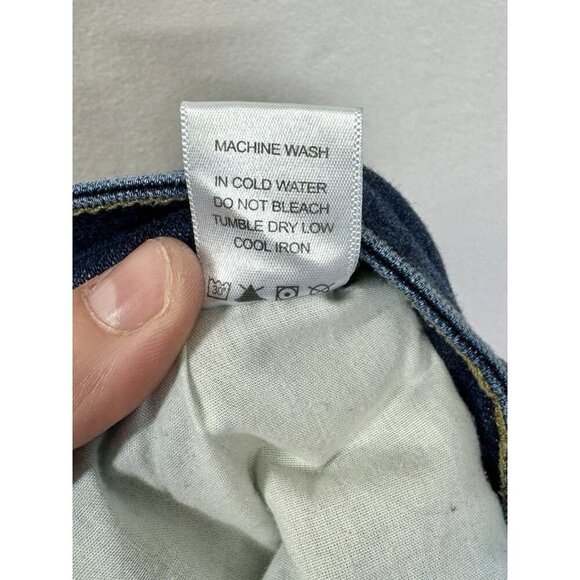 MACHINE WASH
IN COLD WATER
DO NOT BLEACH
TUMBLE DRY LOW
COOL IRON